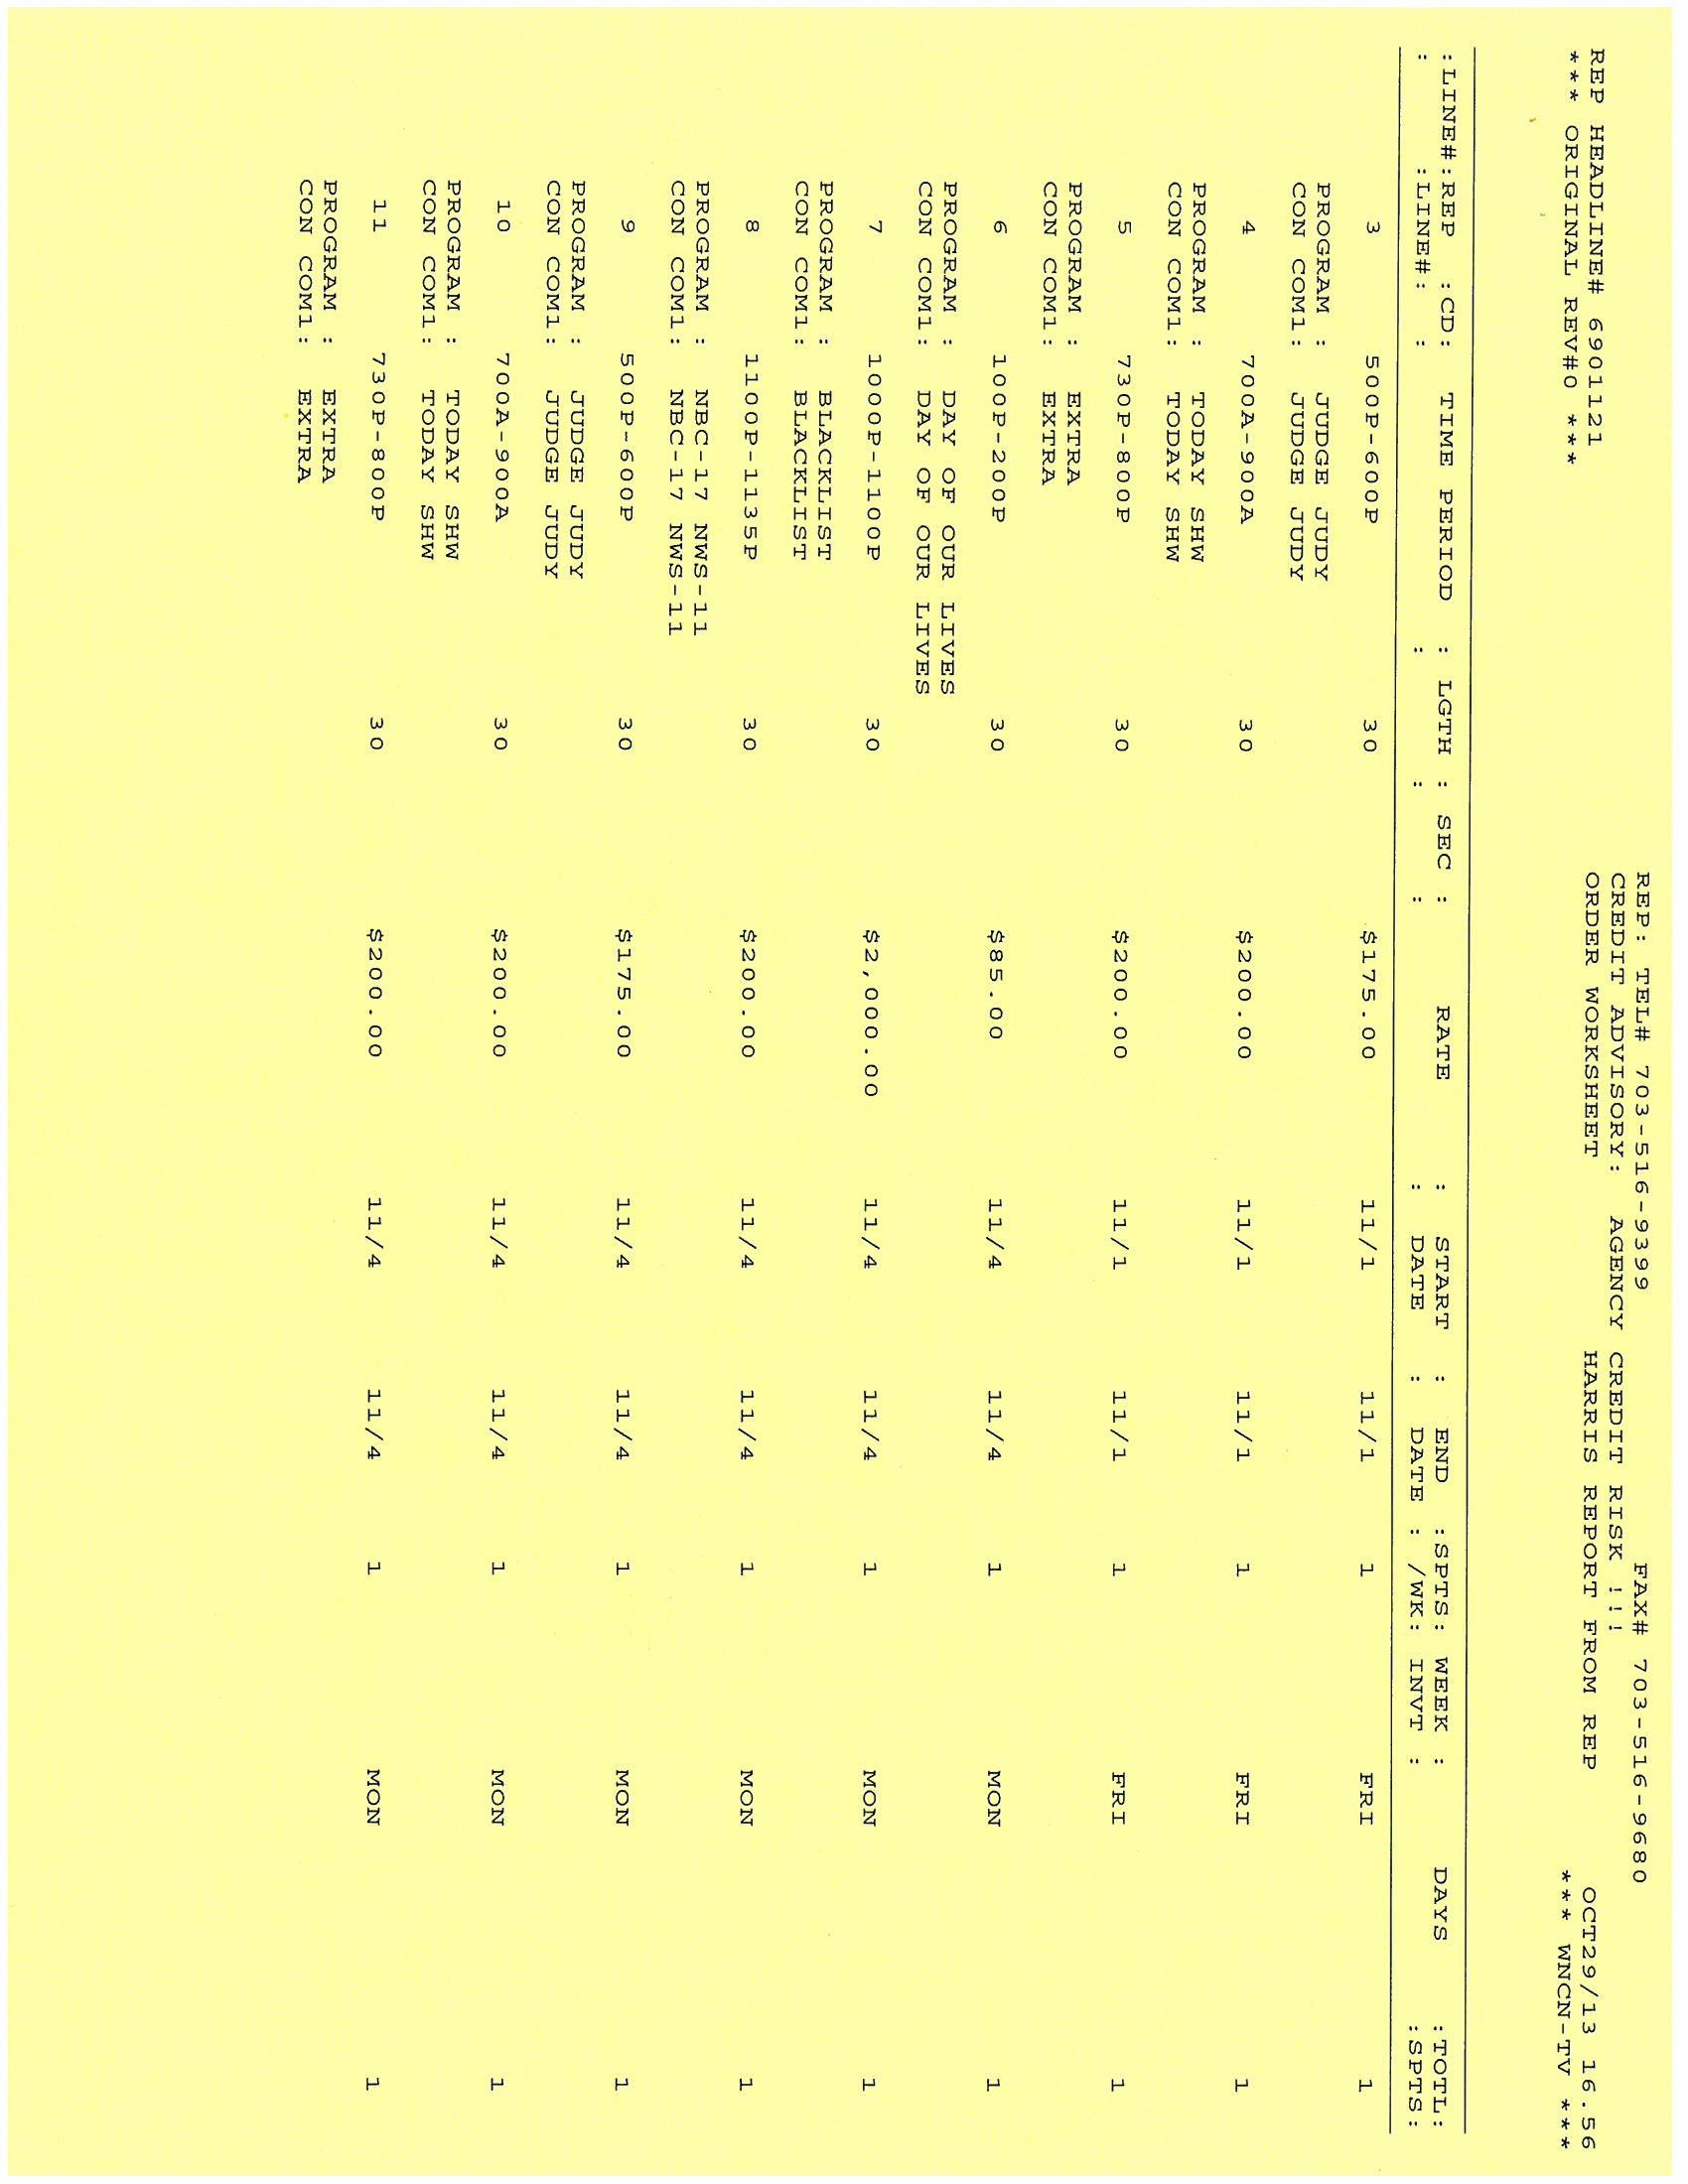 REP: TEL# 703-516-9399 FAX# 703-516-9680
CREDIT ADVISORY: AGENCY CREDIT RISK !!!
REP HEADLINE# 6901121 ORDER WORKSHEET HARRIS REPORT FROM REP OCT29/13 16.56
*** ORIGINAL REV#0 *** *** WNCN-TV ***
:LINE#:REP :CD: TIME PERIOD : LGTH : SEC : RATE : START : END :SPTS: WEEK : DAYS :TOTL:
: :LINE#: : : : : : DATE : DATE : /WK: INVT : :SPTS:
3 500P-600P 30 $175.00 11/1 11/1 1 FRI 1
PROGRAM : JUDGE JUDY
CON COM1: JUDGE JUDY
4 700A-900A 30 $200.00 11/1 11/1 1 FRI 1
PROGRAM : TODAY SHW
CON COM1: TODAY SHW
5 730P-800P 30 $200.00 11/1 11/1 1 FRI 1
PROGRAM : EXTRA
CON COM1: EXTRA
6 100P-200P 30 $85.00 11/4 11/4 1 MON 1
PROGRAM : DAY OF OUR LIVES
CON COM1: DAY OF OUR LIVES
7 1000P-1100P 30 $2,000.00 11/4 11/4 1 MON 1
PROGRAM : BLACKLIST
CON COM1: BLACKLIST
8 1100P-1135P 30 $200.00 11/4 11/4 1 MON 1
PROGRAM : NBC-17 NWS-11
CON COM1: NBC-17 NWS-11
9 500P-600P 30 $175.00 11/4 11/4 1 MON 1
PROGRAM : JUDGE JUDY
CON COM1: JUDGE JUDY
10 700A-900A 30 $200.00 11/4 11/4 1 MON 1
PROGRAM : TODAY SHW
CON COM1: TODAY SHW
11 730P-800P 30 $200.00 11/4 11/4 1 MON 1
PROGRAM : EXTRA
CON COM1: EXTRA